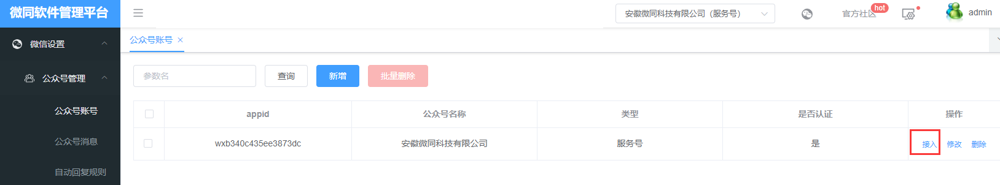 微同软件管理平台
安徽微同科技有限公司（服务号）
官方社区
hot
admin
微信设置
公众号账号
公众号管理
参数名
查询
新增
批量删除
公众号账号
appid
公众号名称
类型
是否认证
操作
公众号消息
wxb340c435ee3873dc
安徽微同科技有限公司
服务号
是
接入
修改
删除
自动回复规则